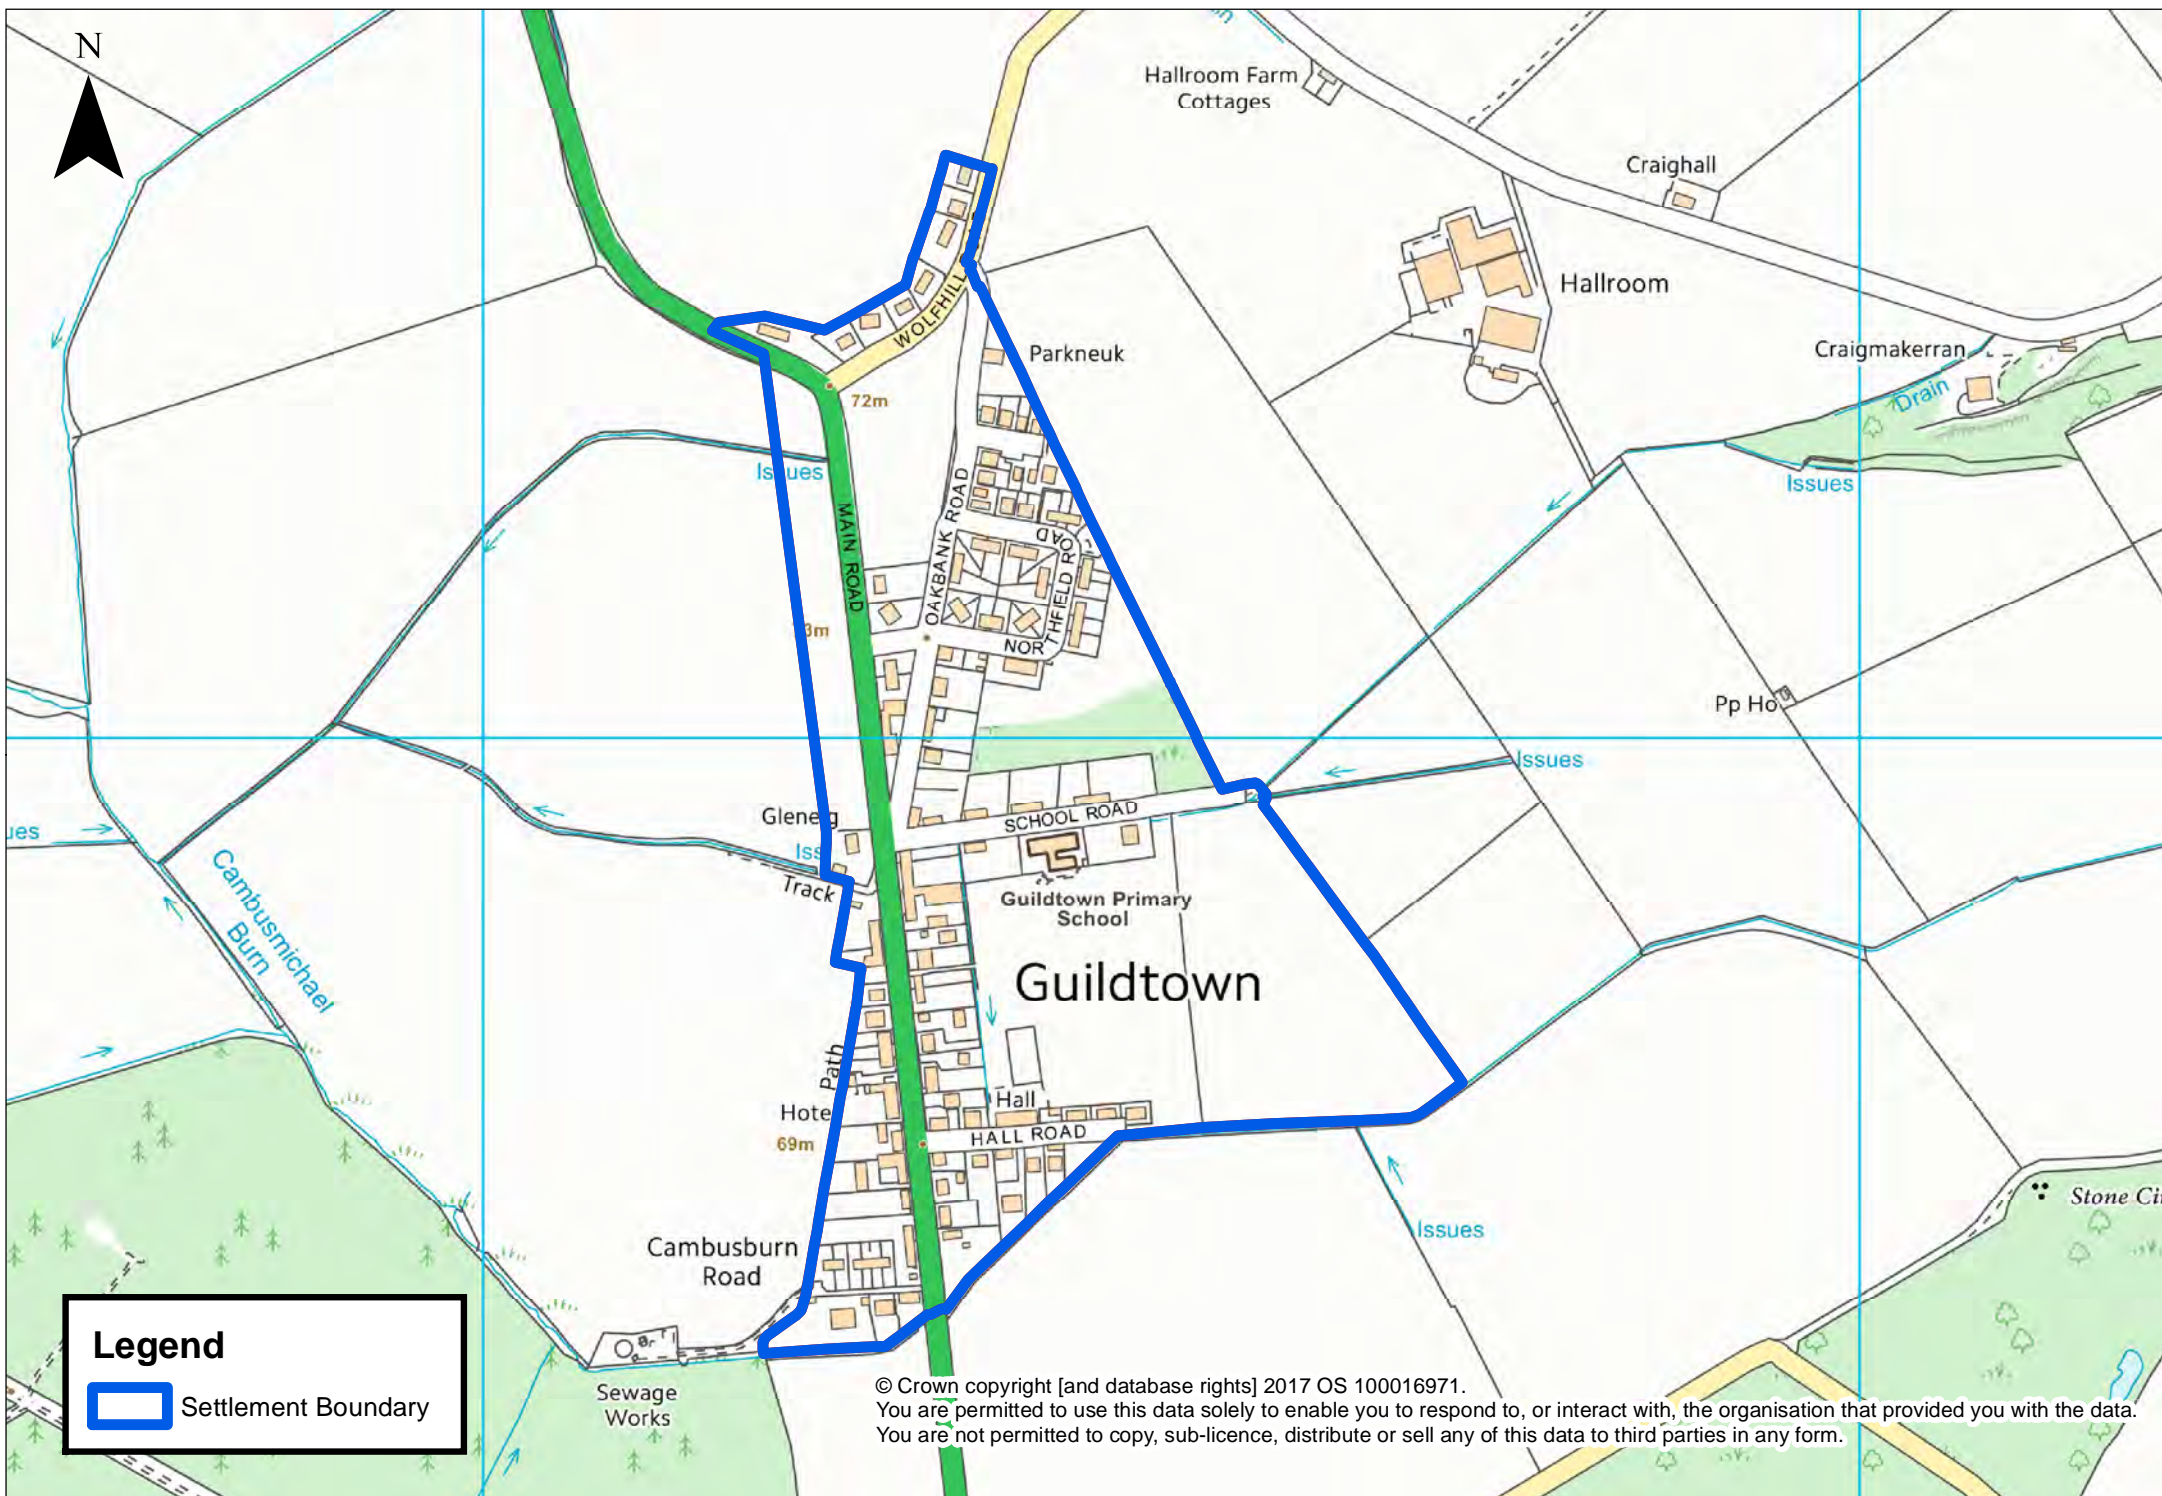 N
Hallroom Farm
Cottages
Craighall
Hallroom
WOLFHILL
Parkneuk
Craigmakerran
Drain
72m
Issues
Issues
MAIN ROAD
OAKBANK ROAD
NORTHFIELD ROAD
Pp Ho
Issues
Glenelg
SCHOOL ROAD
Track
Cambusmichael
Burn
Guildtown Primary
School
Guildtown
Path
Hall
69m
HALL ROAD
Stone
Issues
Cambusburn
Road
Sewage
Works
Legend
Settlement Boundary
© Crown copyright [and database rights] 2017 OS 100016971.
You are permitted to use this data solely to enable you to respond to, or interact with, the organisation that provided you with the data.
You are not permitted to copy, sub-licence, distribute or sell any of this data to third parties in any form.